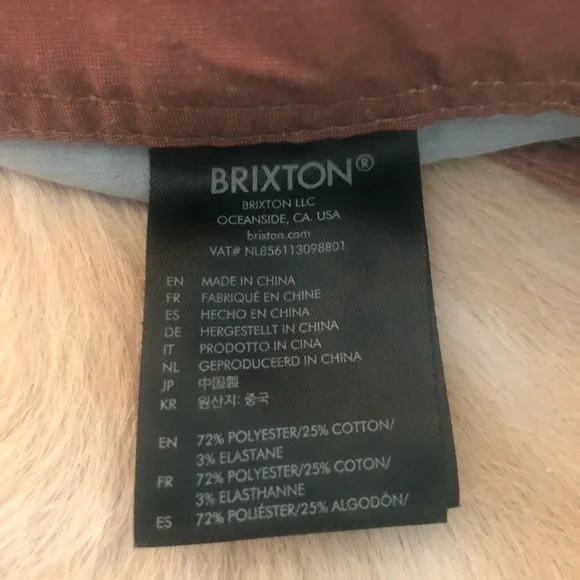 BRIXTON®
BRIXTON LLC
OCEANSIDE, CA. USA
brixton.com
VAT# NL856113098B01
EN MADE IN CHINA
FR FABRIQUÉ EN CHINE
ES HECHO EN CHINA
DE HERGESTELLT IN CHINA
IT PRODOTTO IN CINA
NL GEPRODUCEERD IN CHINA
JP 中国製
KR 원산지: 중국
EN 72% POLYESTER/25% COTTON/
3% ELASTANE
FR 72% POLYESTER/25% COTON/
3% ELASTHANNE
ES 72% POLIÉSTER/25% ALGODÓN/